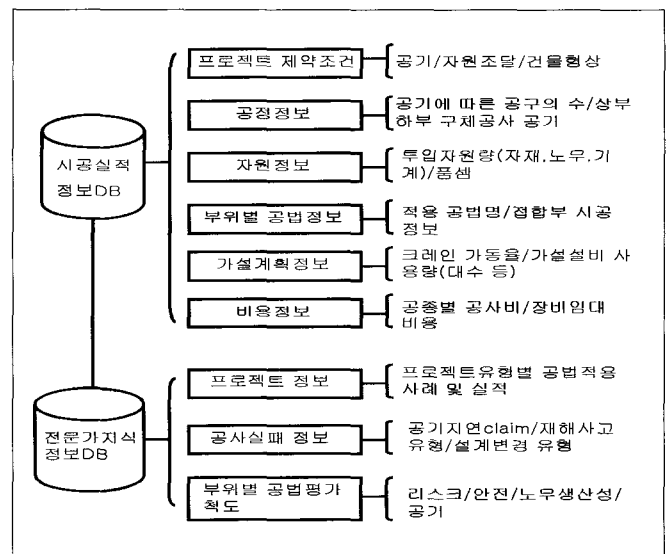 프로젝트 제약조건
공기/자원조달/건물형상
공정정보
공기에 따른 공구의 수/상부
하부 구체공사 공기
시공실적
정보DB
자원정보
투입자원량(자재.노무.기
계)/품셈
부위별 공법정보
적용 공법명/접합부 시공
정보
가설계획정보
크레인 가동율/가설설비 사
용량(대수 등)
비용정보
공종별 공사비/장비임대
비용
프로젝트 정보
프로젝트유형별 공법적용
사례 및 실적
전문가지식
정보DB
공사실패 정보
공기지연claim/재해사고
유형/설계변경 유형
부위별 공법평가
척도
리스크/안전/노무생산성/
공기